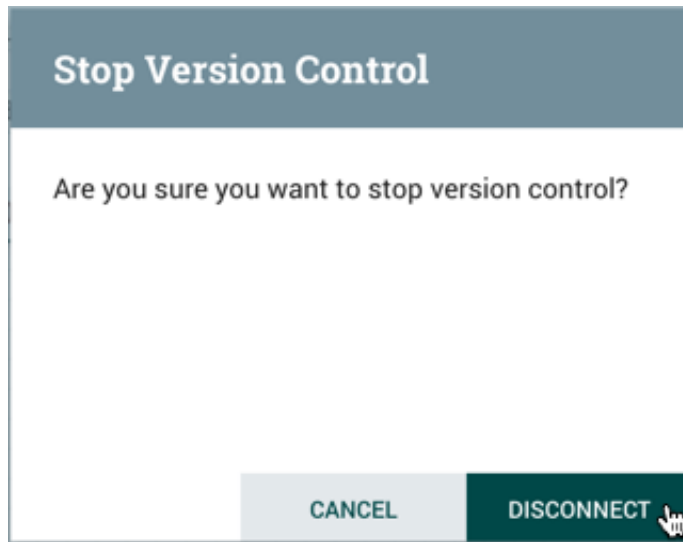 Stop Version Control
Are you sure you want to stop version control?
CANCEL
DISCONNECT